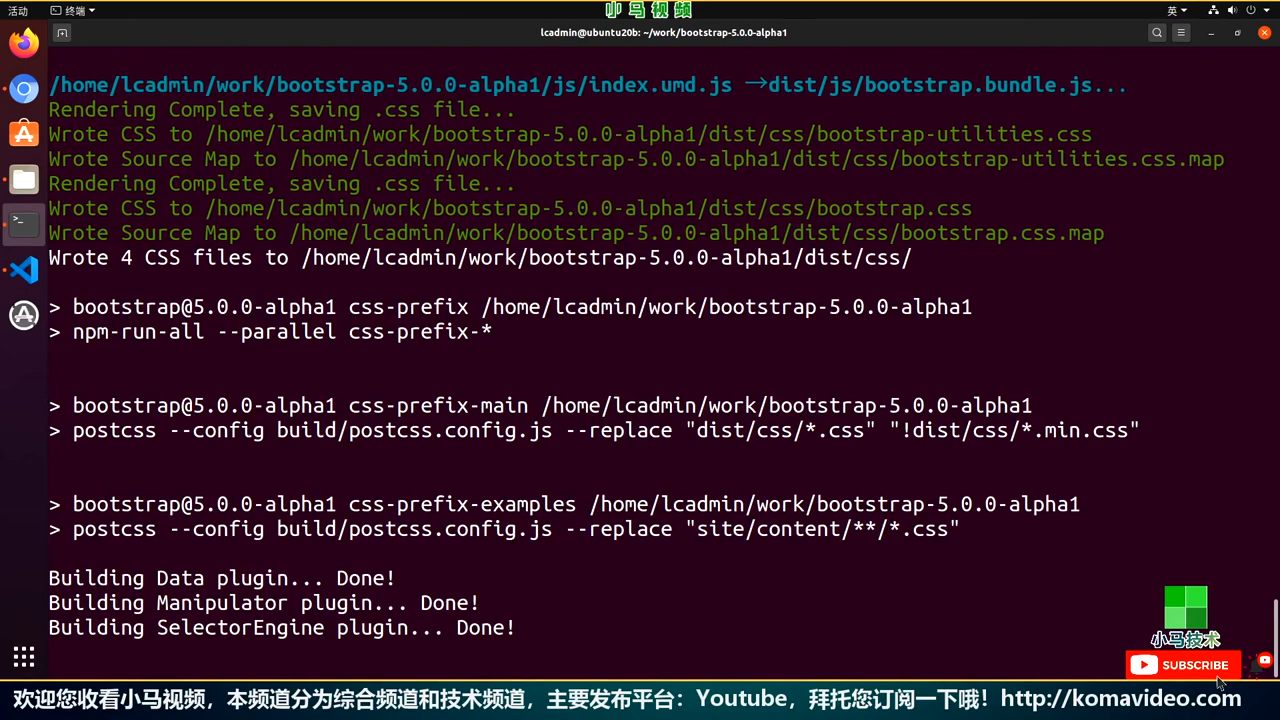 小马视频
活动
终端
英
lcadmin@ubuntu20b: ~/work/bootstrap-5.0.0-alpha1
/home/lcadmin/work/bootstrap-5.0.0-alpha1/js/index.umd.js → dist/js/bootstrap.bundle.js...
Rendering Complete, saving .css file...
Wrote CSS to /home/lcadmin/work/bootstrap-5.0.0-alpha1/dist/css/bootstrap-utilities.css
Wrote Source Map to /home/lcadmin/work/bootstrap-5.0.0-alpha1/dist/css/bootstrap-utilities.css.map
Rendering Complete, saving .css file...
Wrote CSS to /home/lcadmin/work/bootstrap-5.0.0-alpha1/dist/css/bootstrap.css
Wrote Source Map to /home/lcadmin/work/bootstrap-5.0.0-alpha1/dist/css/bootstrap.css.map
Wrote 4 CSS files to /home/lcadmin/work/bootstrap-5.0.0-alpha1/dist/css/
> bootstrap@5.0.0-alpha1 css-prefix /home/lcadmin/work/bootstrap-5.0.0-alpha1
> npm-run-all --parallel css-prefix-*
> bootstrap@5.0.0-alpha1 css-prefix-main /home/lcadmin/work/bootstrap-5.0.0-alpha1
> postcss --config build/postcss.config.js --replace "dist/css/*.css" "!dist/css/*.min.css"
> bootstrap@5.0.0-alpha1 css-prefix-examples /home/lcadmin/work/bootstrap-5.0.0-alpha1
> postcss --config build/postcss.config.js --replace "site/content/**/*.css"
Building Data plugin... Done!
Building Manipulator plugin... Done!
Building SelectorEngine plugin... Done!
小马技术
SUBSCRIBE
欢迎您收看小马视频，本频道分为综合频道和技术频道，主要发布平台：Youtube，拜托您订阅一下哦！http://komavideo.com